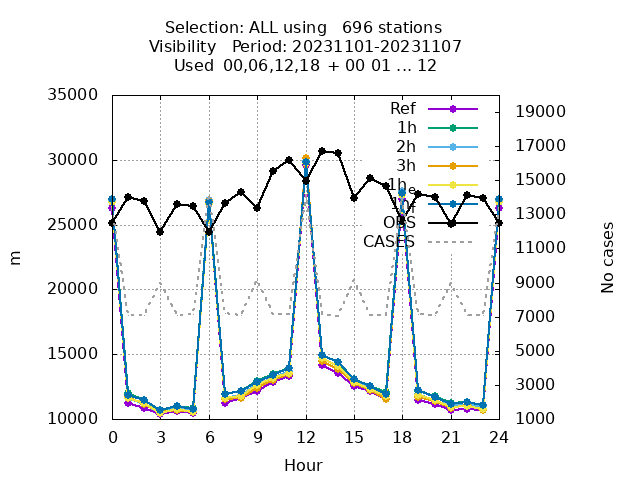 Selection: ALL using 696 stations
Visibility Period: 20231101-20231107
Used 00,06,12,18 + 00 01 ... 12
35000
30000
25000
20000
15000
10000
m
19000
17000
15000
13000
11000
9000
7000
5000
3000
1000
No cases
Ref
1h
2h
3h
1h
OBS
CASES
0 3 6 9 12 15 18 21 24
Hour